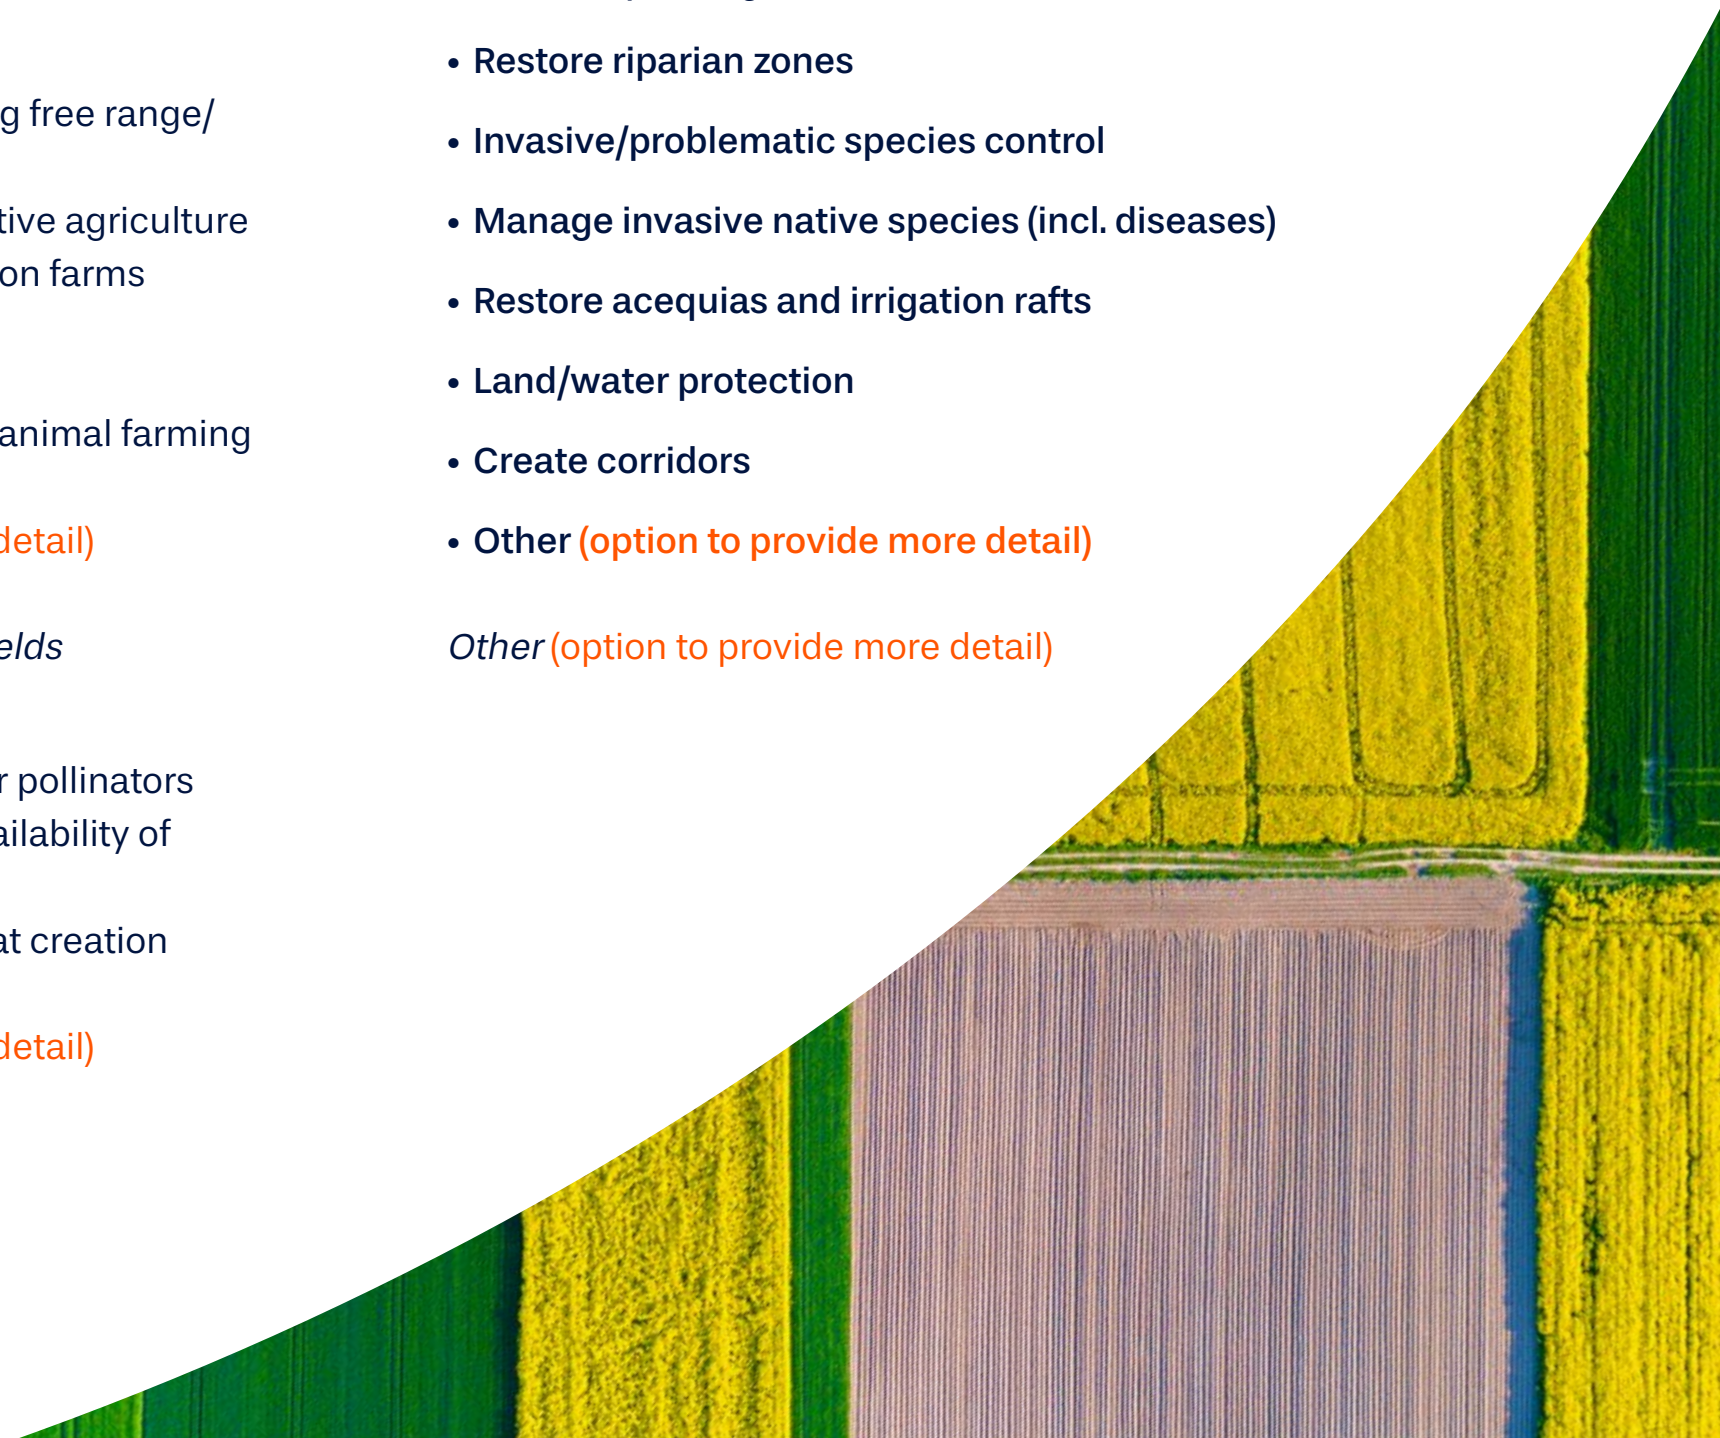 g free range/
tive agriculture
on farms
animal farming
detail)
elds
r pollinators
ailability of
at creation
detail)
• Restore riparian zones
• Invasive/problematic species control
• Manage invasive native species (incl. diseases)
• Restore acequias and irrigation rafts
• Land/water protection
• Create corridors
• Other (option to provide more detail)
Other (option to provide more detail)